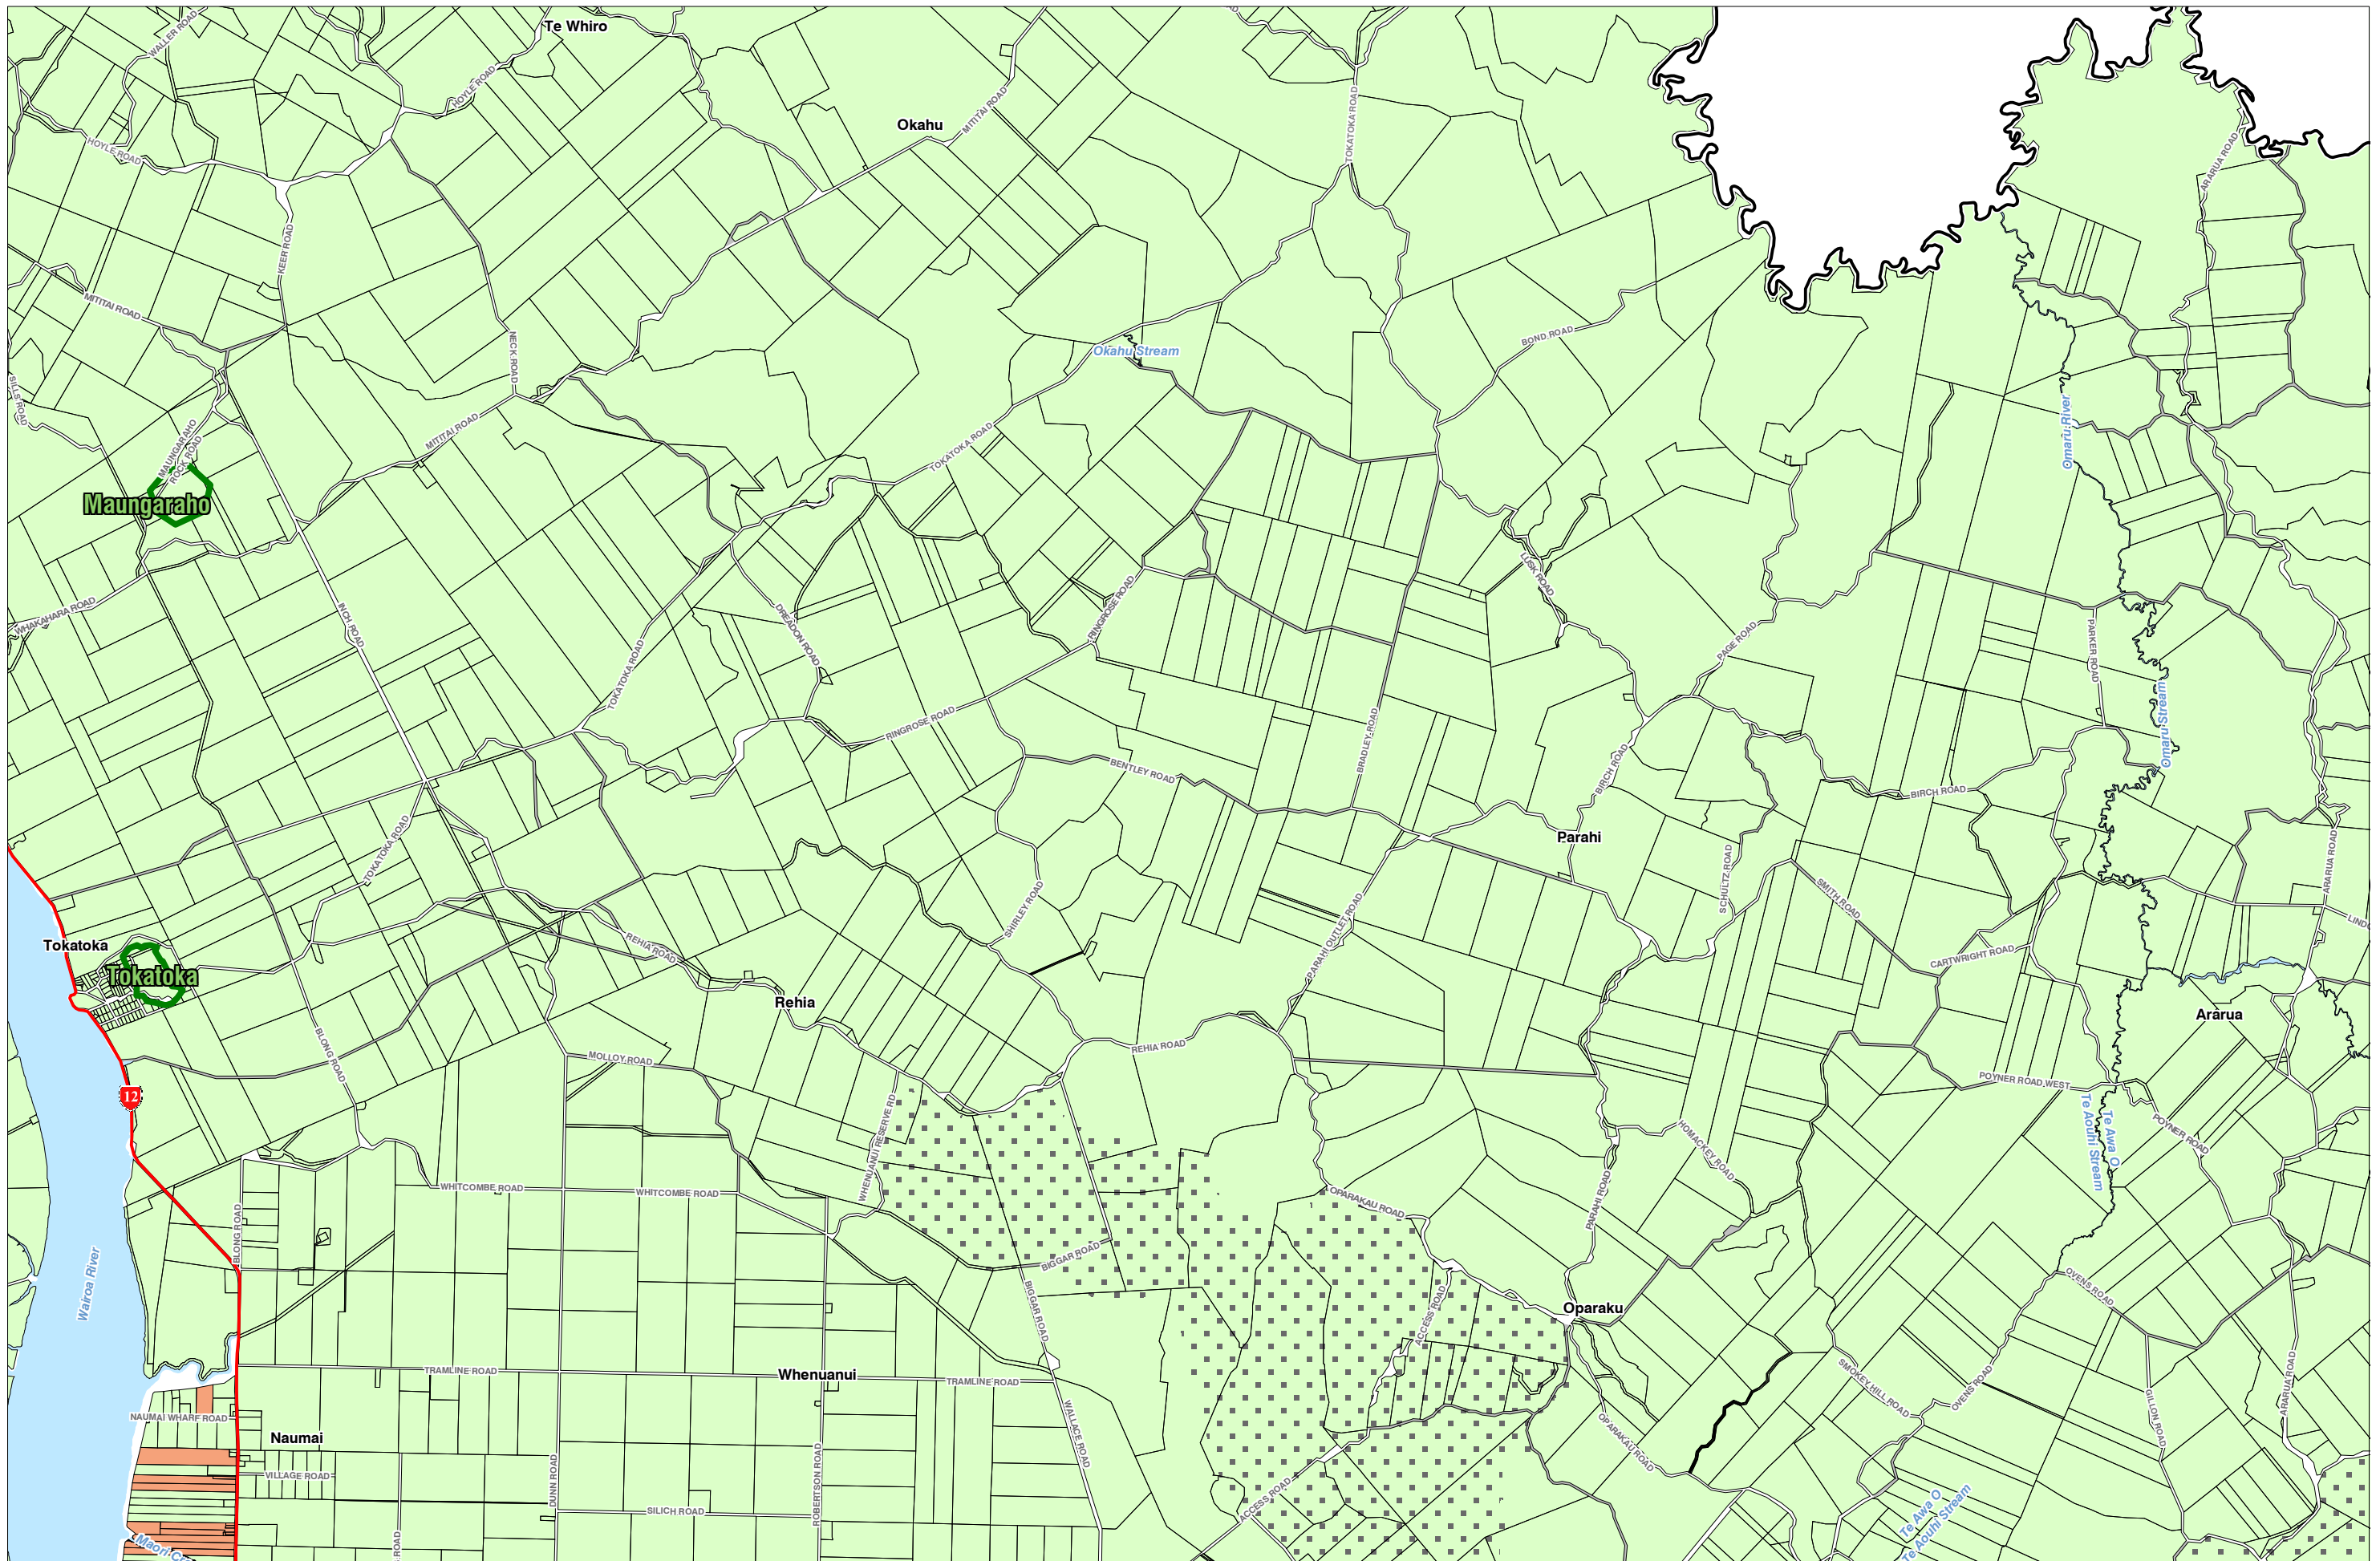 Te Whiro
WALLER ROAD
HOYLE ROAD
TOKATOKA ROAD
MITITAI ROAD
Okahu
HOYLE ROAD
ARARUA ROAD
KEER ROAD
MITITAI ROAD
NECK ROAD
BOND ROAD
Okahu Stream
SILLS ROAD
MITITAI ROAD
Omaru River
MAUNGARAHO
ROCK ROAD
TOKATOKA ROAD
Maungaraho
LUSK ROAD
WHAKAHARA ROAD
INCH ROAD
DREADON ROAD
RINGROSE ROAD
PAGE ROAD
PARKER ROAD
TOKATOKA ROAD
RINGROSE ROAD
BRADLEY ROAD
Omaru Stream
BENTLEY ROAD
BIRCH ROAD
BIRCH ROAD
TOKATOKA ROAD
Parahi
SCHULTZ ROAD
SMITH ROAD
ARARUA ROAD
SHIRLEY ROAD
PARAHI OUTLET ROAD
Tokatoka
REHIA ROAD
CARTWRIGHT ROAD
Tokatoka
Rehia
Ararua
BLONG ROAD
MOLLOY ROAD
REHIA ROAD
POYNER ROAD WEST
12
WHENUANUI RESERVE RD
HOMACKEY ROAD
Te Awa O
Te Aouhi Stream
POYNER ROAD
WHITCOMBE ROAD
WHITCOMBE ROAD
OPARAKAU ROAD
PARAHI ROAD
BLONG ROAD
BIGGAR ROAD
Wairoa River
BIGGAR ROAD
OVENS ROAD
ACCESS ROAD
Oparaku
TRAMLINE ROAD
Whenuanui
TRAMLINE ROAD
SMOKEY HILL ROAD
OVENS ROAD
ARARUA ROAD
GILLON ROAD
NAUMAI WHARF ROAD
Naumai
WALLACE ROAD
OPARAKAU ROAD
VILLAGE ROAD
DUNN ROAD
ROBERTSON ROAD
SILICH ROAD
ACCESS ROAD
Te Awa O
Te Aouhi Stream
ROAD